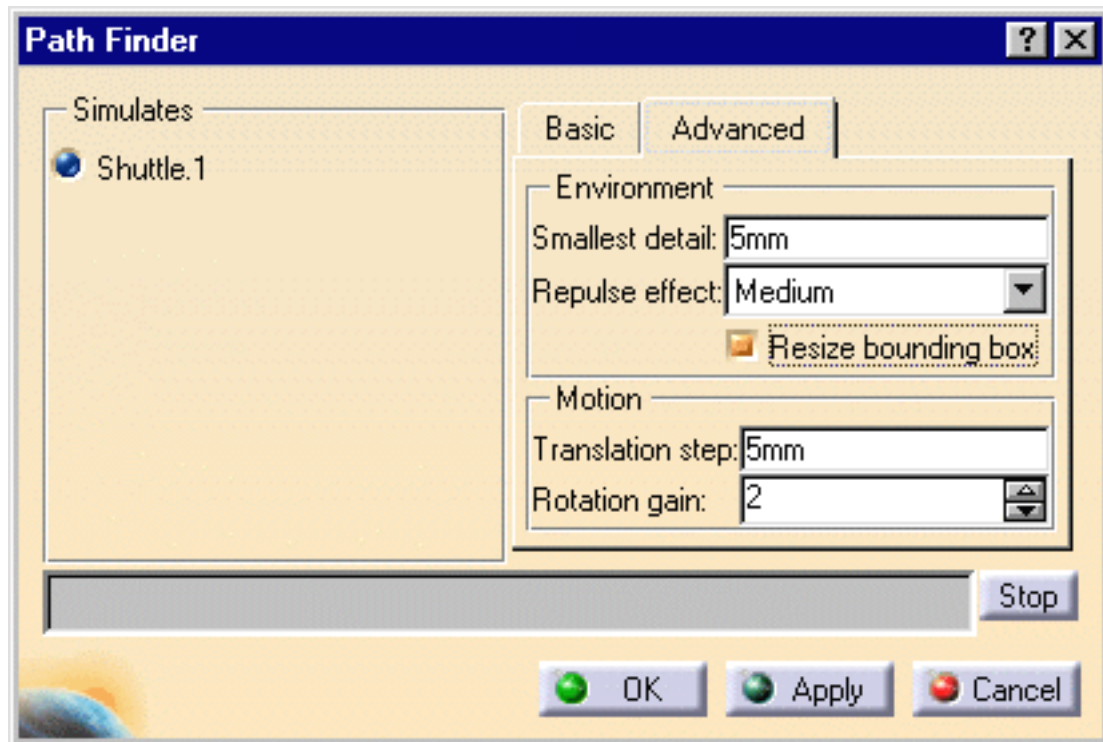 Path Finder
Simulates
Shuttle.1
Basic Advanced
Environment
Smallest detail: 5mm
Repulse effect: Medium
Resize bounding box
Motion
Translation step: 5mm
Rotation gain: 2
Stop
OK Apply Cancel